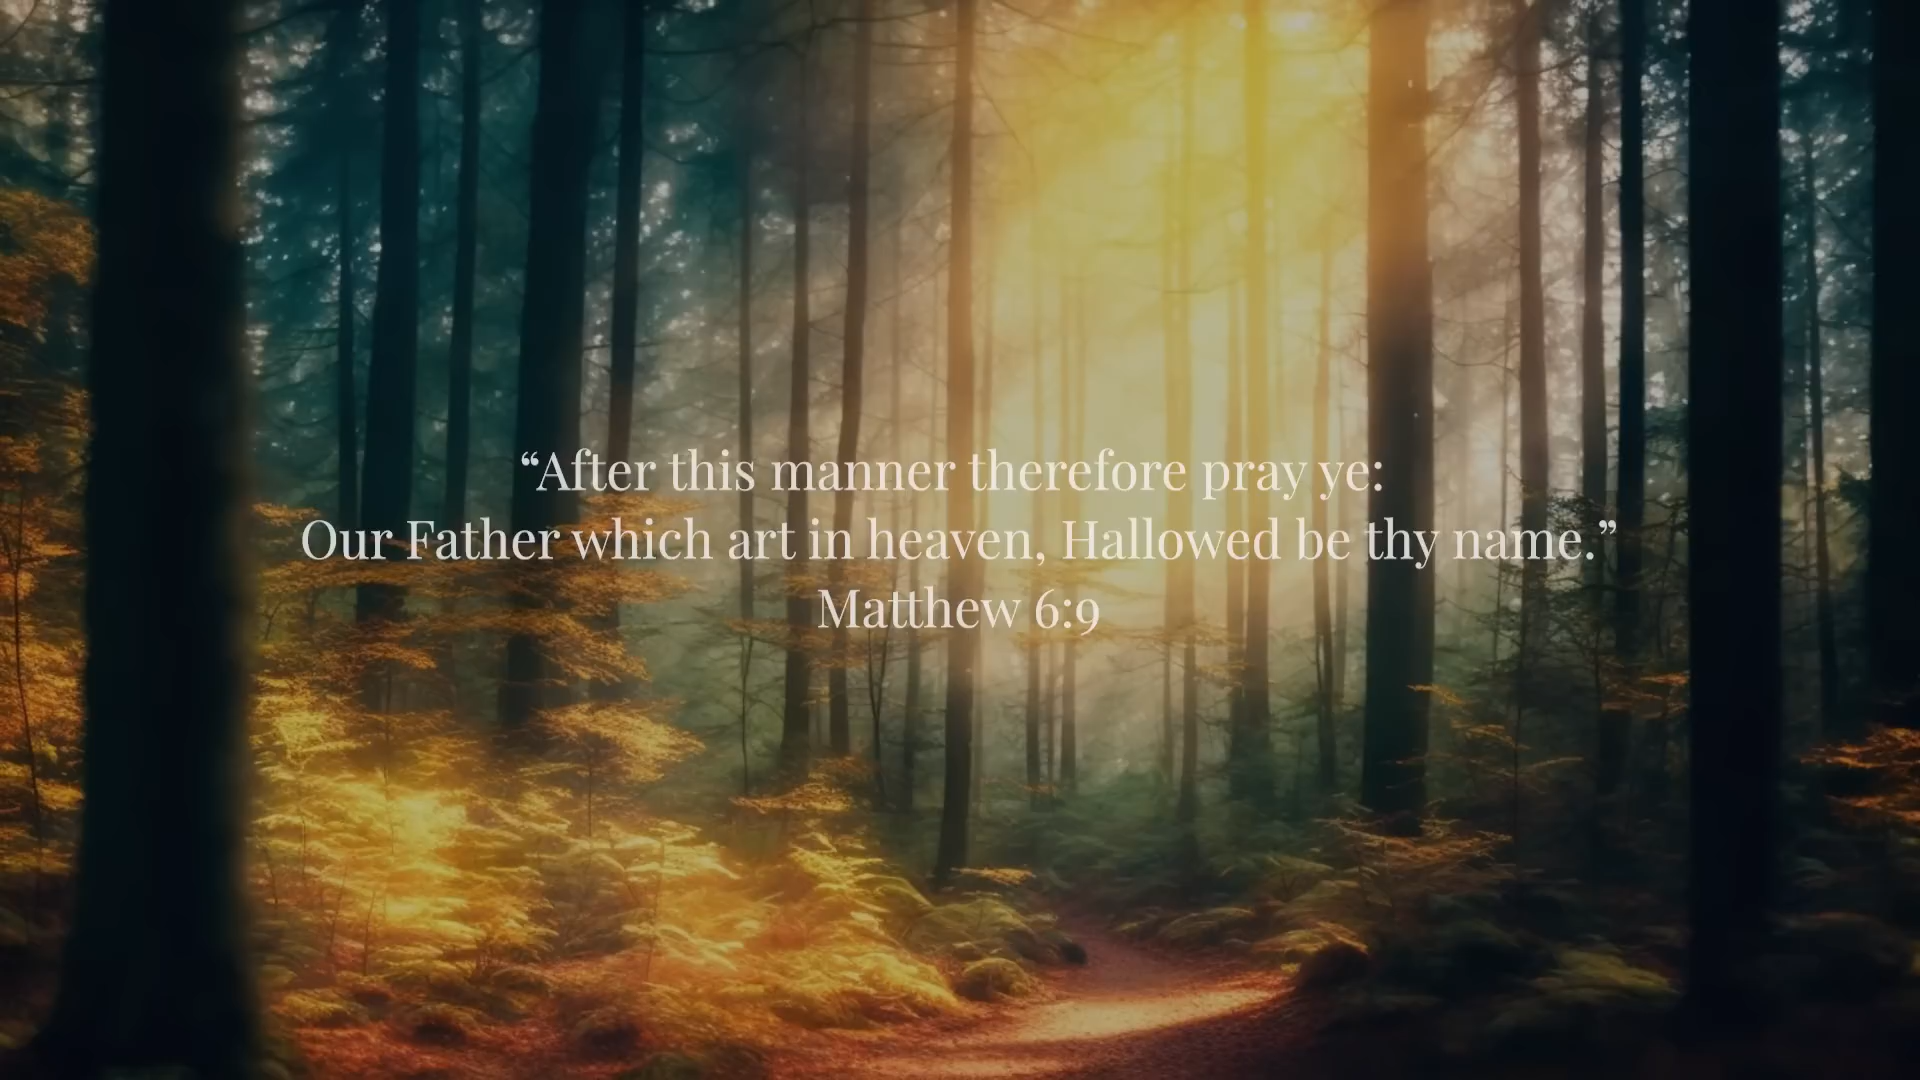 “After this manner therefore pray ye:
Our Father which art in heaven, Hallowed be thy name.”
Matthew 6:9